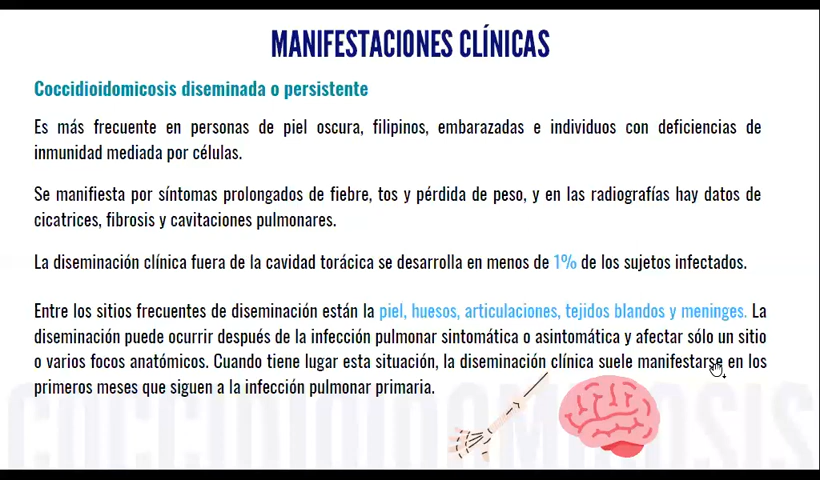 MANIFESTACIONES CLÍNICAS
Coccidioidomicosis diseminada o persistente
Es más frecuente en personas de piel oscura, filipinos, embarazadas e individuos con deficiencias de
inmunidad mediada por células.
Se manifiesta por síntomas prolongados de fiebre, tos y pérdida de peso, y en las radiografías hay datos de
cicatrices, fibrosis y cavitaciones pulmonares.
La diseminación clínica fuera de la cavidad torácica se desarrolla en menos de 1% de los sujetos infectados.
Entre los sitios frecuentes de diseminación están la piel, huesos, articulaciones, tejidos blandos y meninges. La
diseminación puede ocurrir después de la infección pulmonar sintomática o asintomática y afectar sólo un sitio
o varios focos anatómicos. Cuando tiene lugar esta situación, la diseminación clínica suele manifestarse en los
primeros meses que siguen a la infección pulmonar primaria.